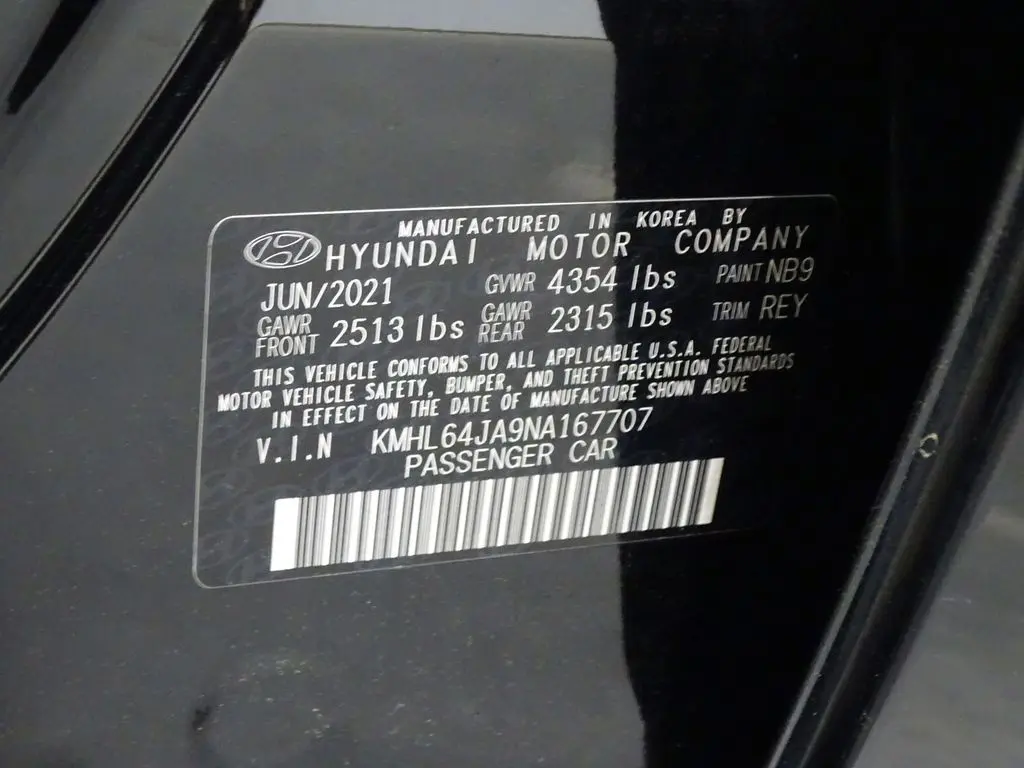 MANUFACTURED IN KOREA BY
HYUNDAI MOTOR COMPANY
JUN/2021 GVWR 4354 lbs PAINT NB9
GAWR FRONT 2513 lbs GAWR REAR 2315 lbs TRIM REY
THIS VEHICLE CONFORMS TO ALL APPLICABLE U.S.A. FEDERAL
MOTOR VEHICLE SAFETY, BUMPER, AND THEFT PREVENTION STANDARDS
IN EFFECT ON THE DATE OF MANUFACTURE SHOWN ABOVE
V.I.N KMHL64JA9NA167707
PASSENGER CAR